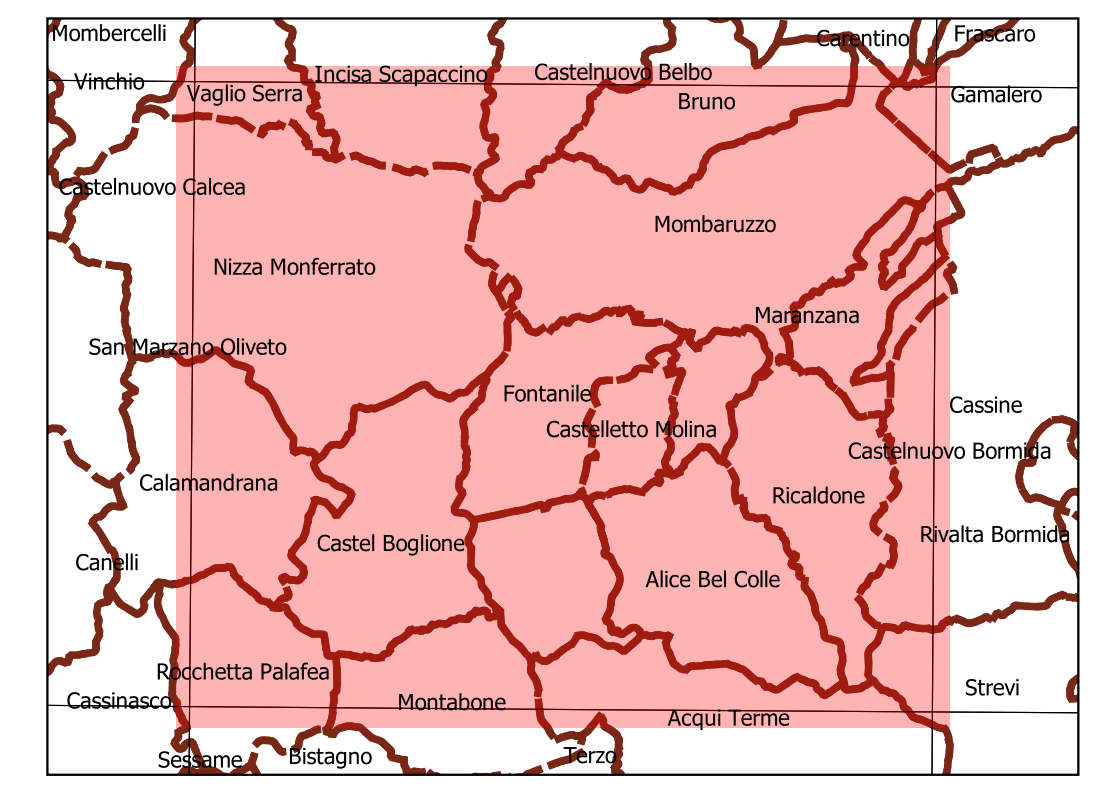 Mombercelli
Carentino
Frascaro
Vinchio
Incisa Scapaccino
Castelnuovo Belbo
Vaglio Serra
Bruno
Gamalero
Castelnuovo Calcea
Mombaruzzo
Nizza Monferrato
Maranzana
San Marzano Oliveto
Fontanile
Cassine
Castelletto Molina
Castelnuovo Bormida
Calamandrana
Ricaldone
Rivalta Bormida
Castel Boglione
Canelli
Alice Bel Colle
Rocchetta Palafea
Strevi
Cassinasco
Montabone
Acqui Terme
Sessame
Bistagno
Terzo